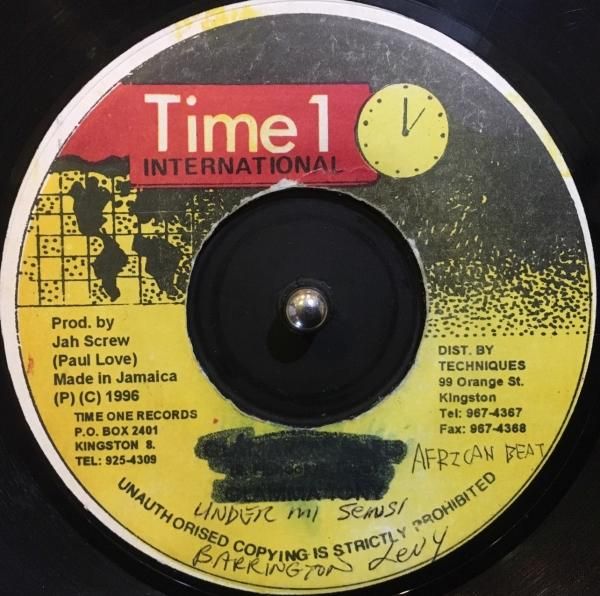 Time 1
INTERNATIONAL
Prod. by
Jah Screw
(Paul Love)
Made in Jamaica
(P) (C) 1996
TIME ONE RECORDS
P.O. BOX 2401
KINGSTON 8.
TEL: 925-4309
DIST. BY
TECHNIQUES
99 Orange St.
Kingston
Tel: 967-4367
Fax: 967-4368
AFRICAN BEAT
UNDER mi SENSI
UNAUTHORISED COPYING IS STRICTLY PROHIBITED
BARRINGTON Levy